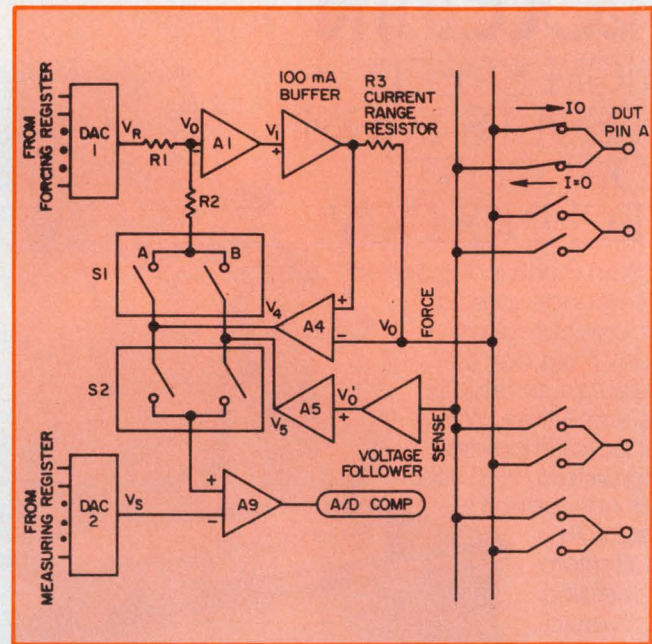 FROM
FORCING REGISTER
DAC
1
VR
R1
V0
A1
V1
100 mA
BUFFER
R3
CURRENT
RANGE
RESISTOR
I0
DUT
PIN A
I=0
R2
A
B
S1
V4
A4
V0
FORCE
S2
V5
A5
V0'
VOLTAGE
FOLLOWER
SENSE
FROM
MEASURING REGISTER
DAC
2
VS
A9
A/D COMP
+
-
+
+
-
+
+
-